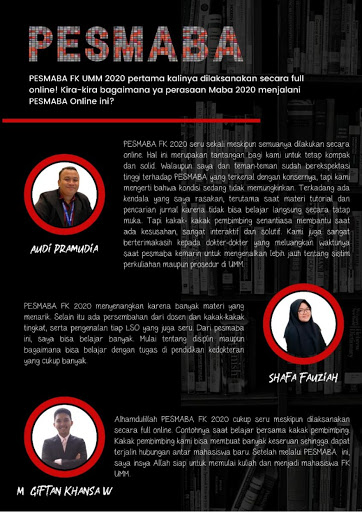 PESMABA
PESMABA FK UMM 2020 pertama kalinya dilaksanakan secara full
online! Kira-kira bagaimana ya perasaan Maba 2020 menjalani
PESMABA Online ini?
PESMABA FK 2020 seru sekali meskipun semuanya dilakukan secara
online. Hal ini merupakan tantangan bagi kami untuk tetap kompak
dan solid. Walaupun saya dan teman-teman sudah berekspektasi
tinggi terhadap PESMABA yang terkenal dengan konsernya, tapi kami
mengerti bahwa kondisi sedang tidak memungkinkan. Terkadang ada
kendala yang saya rasakan, terutama saat materi tutorial dan
pencarian jurnal karena tidak bisa belajar langsung secara tatap
muka. Tapi kakak kakak pembimbing senantiasa membantu saat
ada kesusahan, sangat interaktif dan solutif. Kami juga sangat
berterimakasih kepada dokter-dokter yang meluangkan waktunya
saat pesmaba kemarin untuk mengenalkan lebih jauh tentang sistim
perkuliahan maupun prosedur di UMM.
AUDI PRAMUDIA
PESMABA FK 2020 menyenangkan karena banyak materi yang
menarik. Selain itu ada persembahan dari dosen dan kakak-kakak
tingkat, serta pengenalan tiap LSO yang juga seru. Dari pesmaba
ini, saya bisa belajar banyak. Mulai tentang displin maupun
bagaimana bisa belajar dengan tugas di pendidikan kedokteran
yang cukup banyak.
SHAFA FAUZIAH
Alhamdulillah PESMABA FK 2020 cukup seru meskipun dilaksanakan
secara full online. Contohnya saat belajar bersama kakak pembimbing.
Kakak pembimbing kami bisa membuat banyak keseruan sehingga dapat
terjalin hubungan antar mahasiswa baru. Setelah melalui PESMABA ini,
saya insya Allah siap untuk memulai kuliah dan menjadi mahasiswa FK
UMM.
M GIFTAN KHANSA W